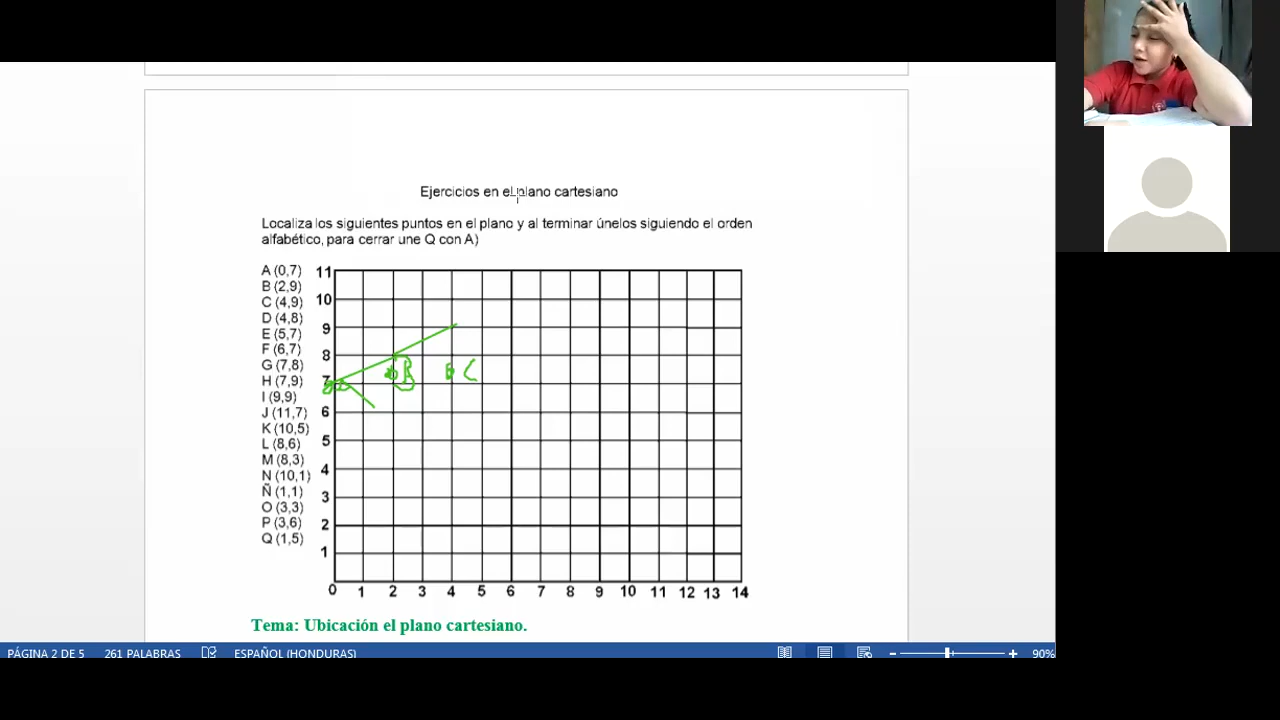 Ejercicios en el plano cartesiano
Localiza los siguientes puntos en el plano y al terminar únelos siguiendo el orden
alfabético, para cerrar une Q con A)
A (0,7)
B (2,9)
C (4,9)
D (4,8)
E (5,7)
F (6,7)
G (7,8)
H (7,9)
I (9,9)
J (11,7)
K (10,5)
L (8,6)
M (8,3)
N (10,1)
Ñ (1,1)
O (3,3)
P (3,6)
Q (1,5)
11
10
9
8
7
6
5
4
3
2
1
B C
0 1 2 3 4 5 6 7 8 9 10 11 12 13 14
Tema: Ubicación el plano cartesiano.
PÁGINA 2 DE 5 261 PALABRAS ESPAÑOL (HONDURAS) 90%